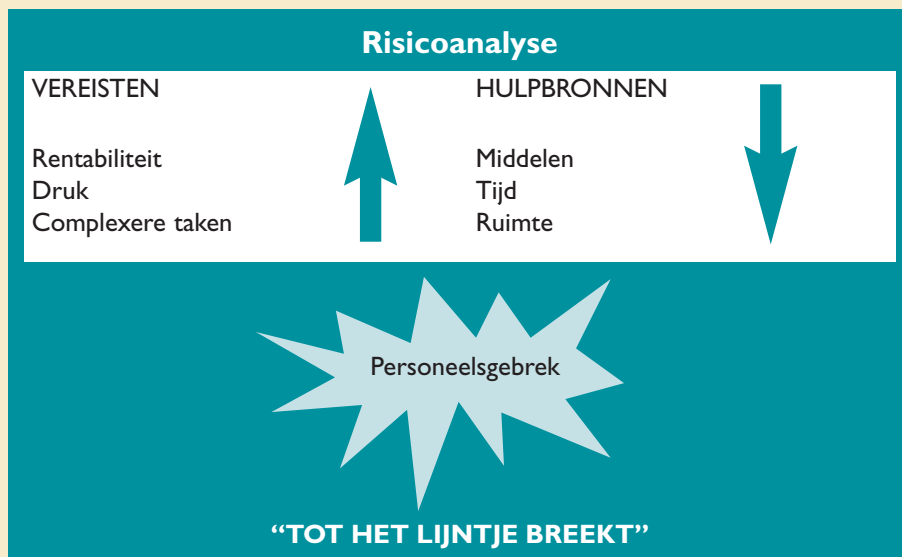 Risicoanalyse
VEREISTEN
Rentabiliteit
Druk
Complexere taken
HULPBRONNEN
Middelen
Tijd
Ruimte
Personeelsgebrek
“TOT HET LIJNTJE BREEKT”